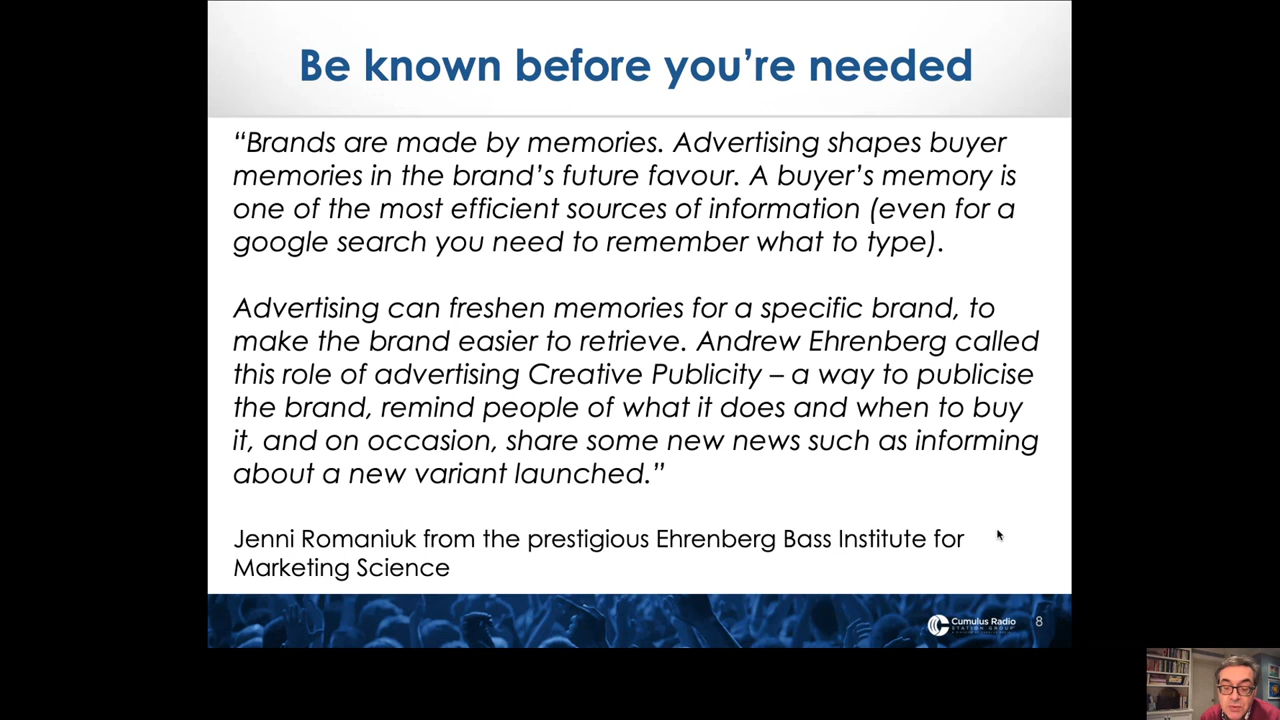 Be known before you're needed
“Brands are made by memories. Advertising shapes buyer
memories in the brand’s future favour. A buyer’s memory is
one of the most efficient sources of information (even for a
google search you need to remember what to type).
Advertising can freshen memories for a specific brand, to
make the brand easier to retrieve. Andrew Ehrenberg called
this role of advertising Creative Publicity – a way to publicise
the brand, remind people of what it does and when to buy
it, and on occasion, share some new news such as informing
about a new variant launched.”
Jenni Romaniuk from the prestigious Ehrenberg Bass Institute for
Marketing Science
Cumulus Radio
STATION GROUP
8